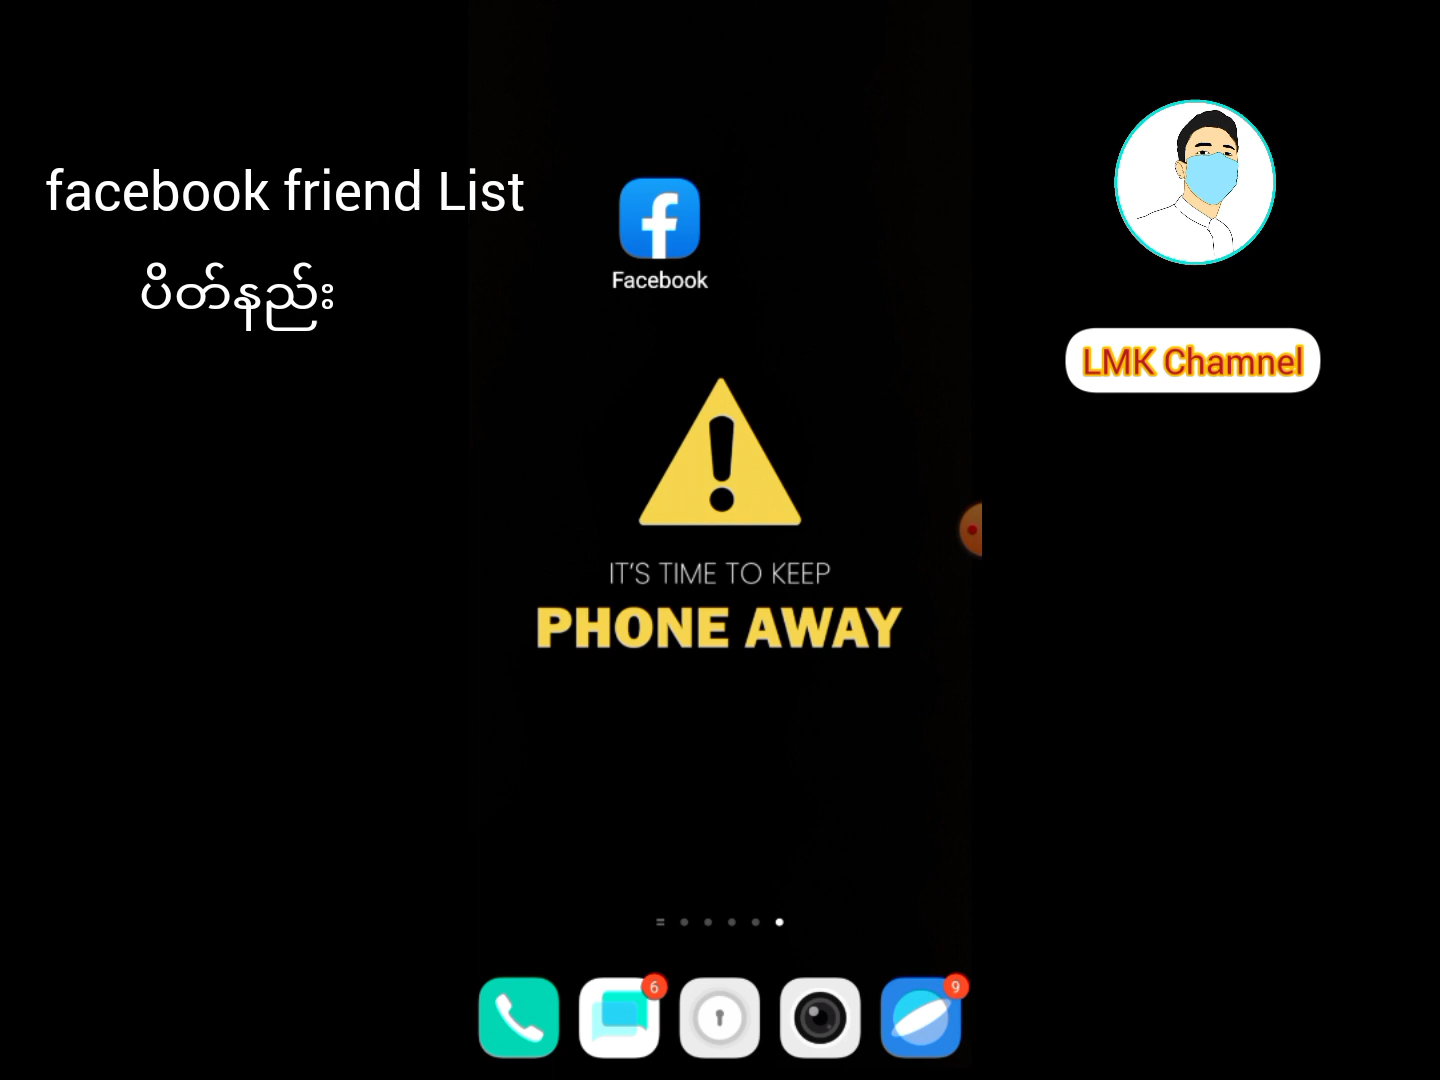 facebook friend List
ပိတ်နည်း
Facebook
LMK Chamnel
IT'S TIME TO KEEP
PHONE AWAY
6
9